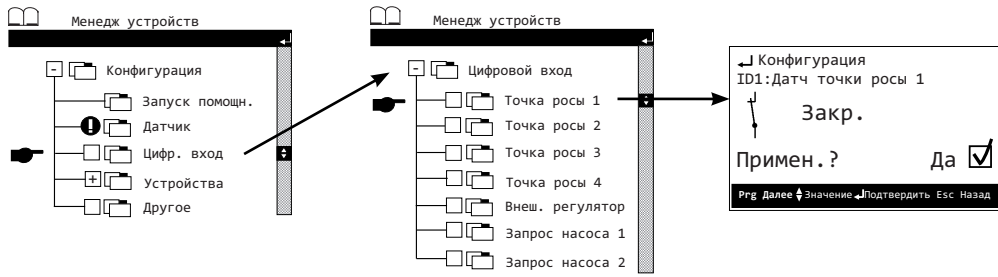 Менедж устройств
Конфигурация
Запуск помощн.
Датчик
Цифр. вход
Устройства
Другое
Менедж устройств
Цифровой вход
Точка росы 1
Точка росы 2
Точка росы 3
Точка росы 4
Внеш. регулятор
Запрос насоса 1
Запрос насоса 2
Конфигурация
ID1:Датч точки росы 1
Закр.
Примен.? Да
Prg Далее Значение Подтвердить Esc Назад